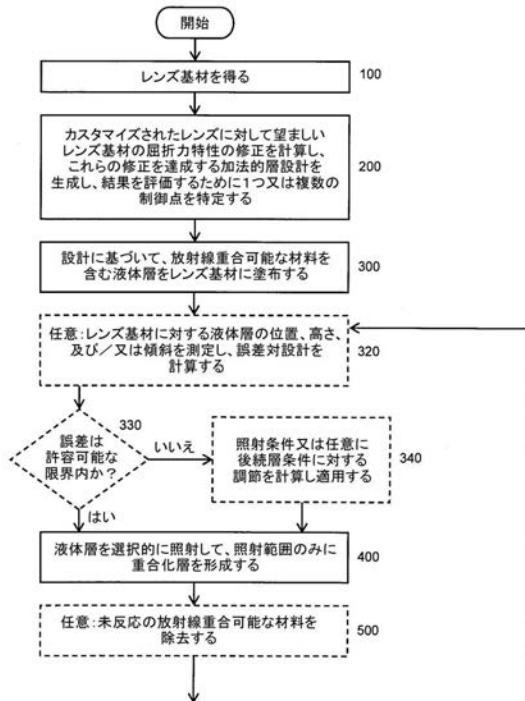 開始
レンズ基材を得る
100
カスタマイズされたレンズに対して望ましい
レンズ基材の屈折力特性の修正を計算し、
これらの修正を達成する加法的層設計を
生成し、結果を評価するために1つ又は複数の
制御点を特定する
200
設計に基づいて、放射線重合可能な材料を
含む液体層をレンズ基材に塗布する
300
任意:レンズ基材に対する液体層の位置、高さ、
及び/又は傾斜を測定し、誤差対設計を
計算する
320
誤差は
許容可能な
限界内か?
330
いいえ
照射条件又は任意に
後続層条件に対する
調節を計算し適用する
340
はい
液体層を選択的に照射して、照射範囲のみに
重合化層を形成する
400
任意:未反応の放射線重合可能な材料を
除去する
500